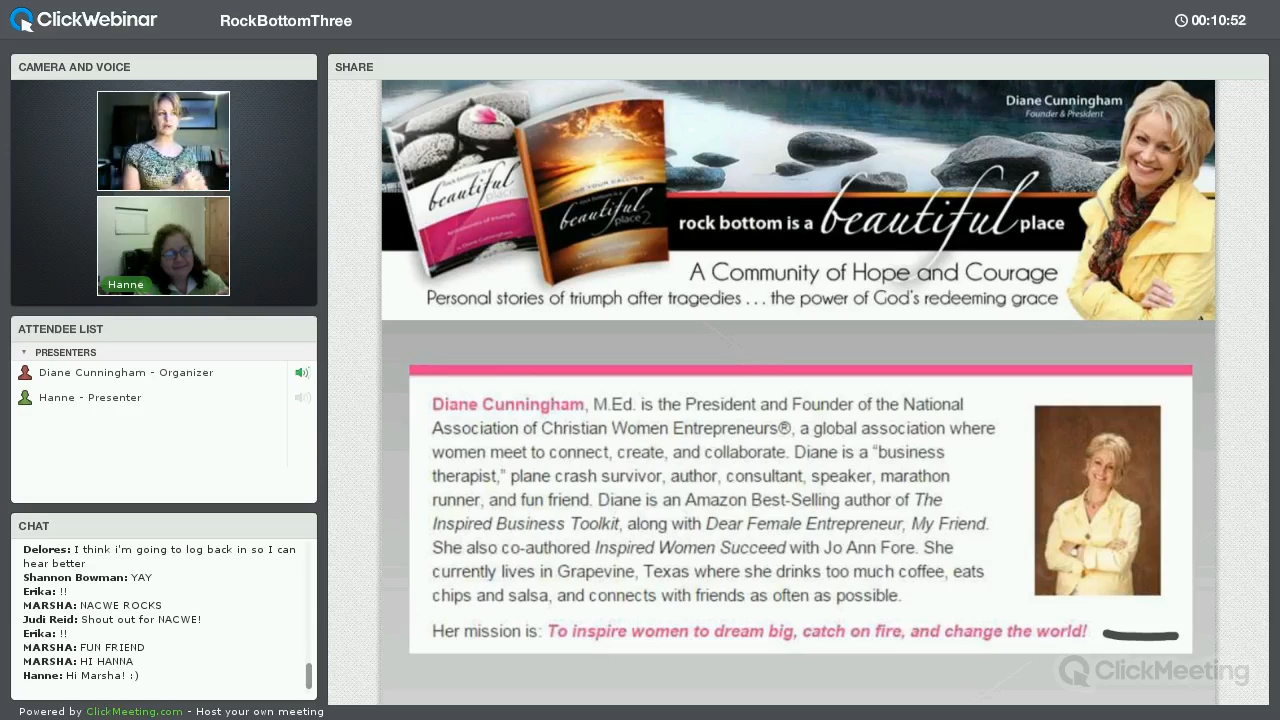 ClickWebinar
RockBottomThree
00:10:52
CAMERA AND VOICE
Hanne
ATTENDEE LIST
PRESENTERS
Diane Cunningham - Organizer
Hanne - Presenter
CHAT
Delores: I think i'm going to log back in so I can
hear better
Shannon Bowman: YAY
Erika: !!
MARSHA: NACWE ROCKS
Judi Reid: Shout out for NACWE!
Erika: !!
MARSHA: FUN FRIEND
MARSHA: HI HANNA
Hanne: Hi Marsha! :)
Powered by ClickMeeting.com - Host your own meeting
SHARE
Diane Cunningham
Founder & President
beautiful
beautiful
place 2
rock bottom is a beautiful place
A Community of Hope and Courage
Personal stories of triumph after tragedies . . . the power of God's redeeming grace
Diane Cunningham, M.Ed. is the President and Founder of the National
Association of Christian Women Entrepreneurs®, a global association where
women meet to connect, create, and collaborate. Diane is a “business
therapist,” plane crash survivor, author, consultant, speaker, marathon
runner, and fun friend. Diane is an Amazon Best-Selling author of The
Inspired Business Toolkit, along with Dear Female Entrepreneur, My Friend.
She also co-authored Inspired Women Succeed with Jo Ann Fore. She
currently lives in Grapevine, Texas where she drinks too much coffee, eats
chips and salsa, and connects with friends as often as possible.
Her mission is: To inspire women to dream big, catch on fire, and change the world!
ClickMeeting